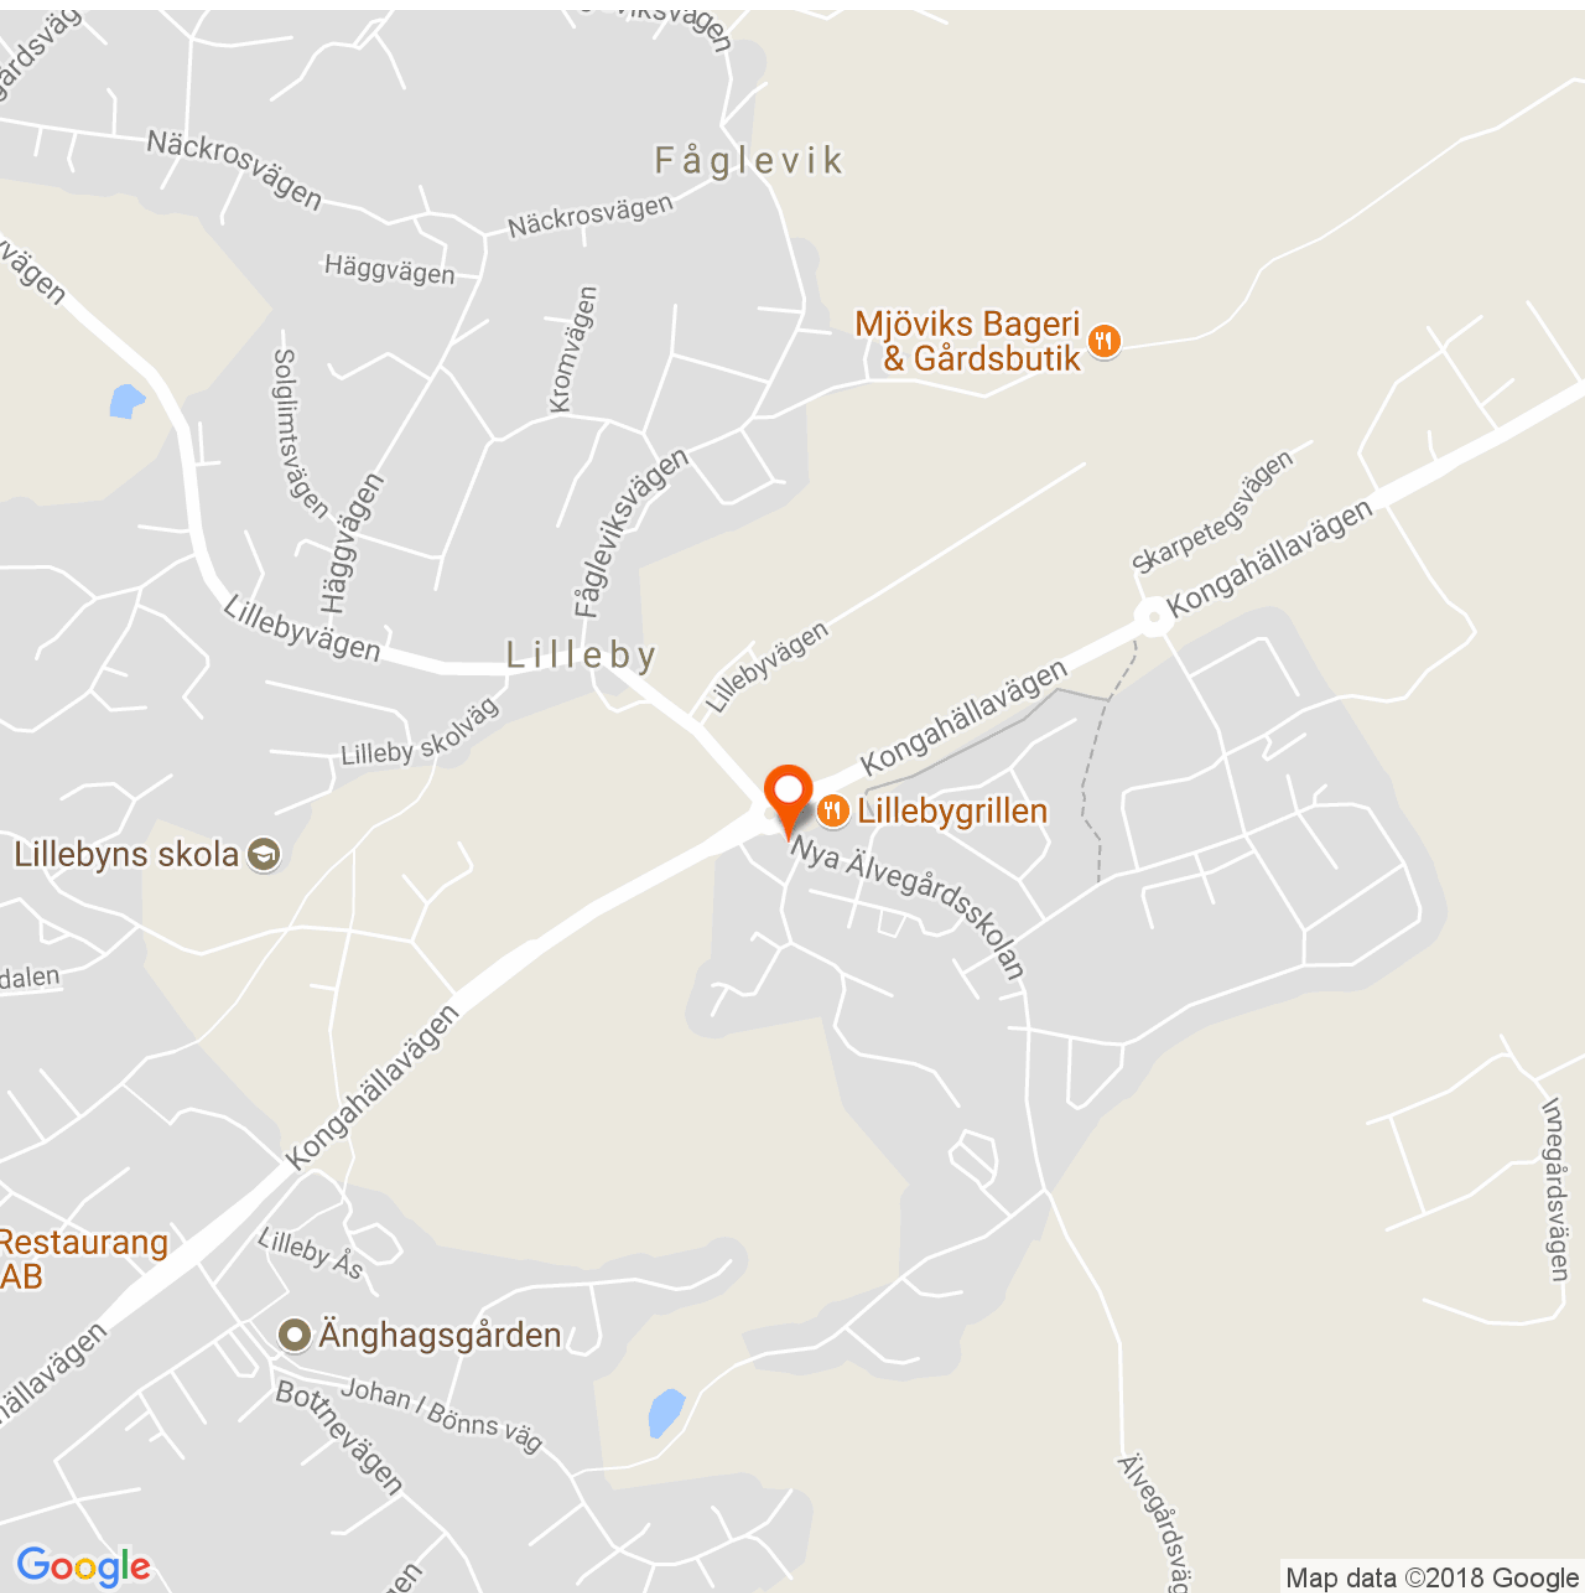 Näckrosvägen
Fåglevik
Näckrosvägen
Häggvägen
Kromvägen
Mjöviks Bageri
& Gårdsbutik
Solglimtsvägen
Häggvägen
Fågleviksvägen
Skarpetegsvägen
Kongahällavägen
Lillebyvägen
Lilleby
Lillebyvägen
Kongahällavägen
Lilleby skolväg
Lillebygrillen
Lillebyns skola
Nya Älvegårdsskolan
dalen
Kongahällavägen
Innegårdsvägen
Restaurang
AB
Lilleby Ås
Änghagsgården
Johan I Bönns väg
Bottnevägen
Google
Map data ©2018 Google